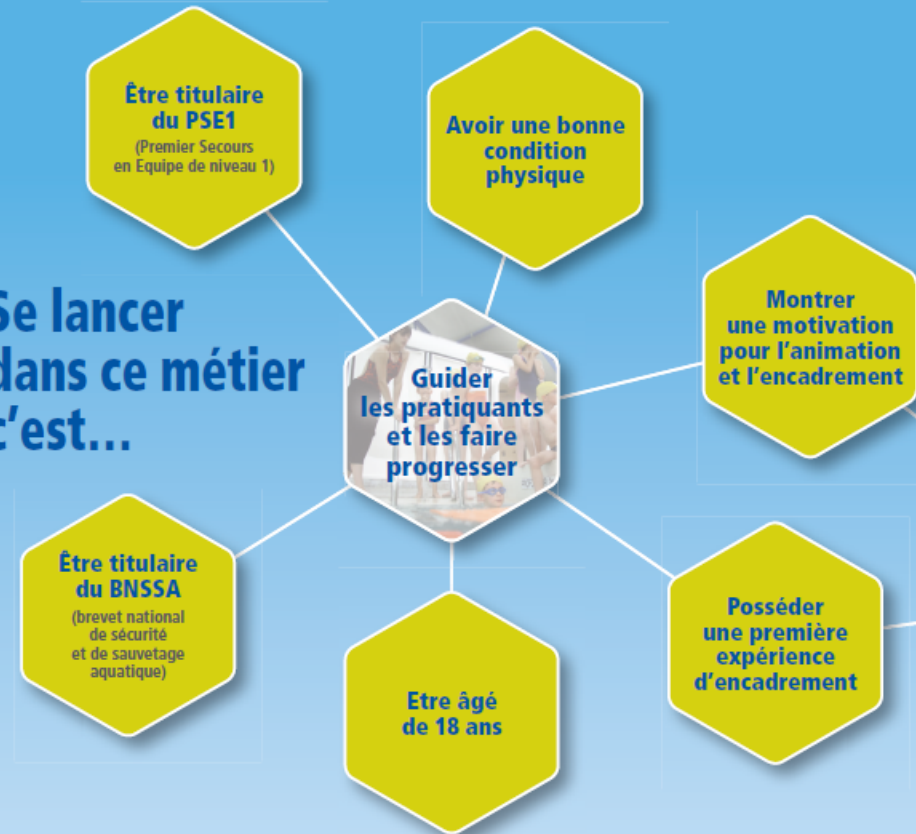 Être titulaire
du PSE1
(Premier Secours
en Equipe de niveau 1)
Avoir une bonne
condition
physique
Se lancer
dans ce métier
c'est...
Montrer
une motivation
pour l'animation
et l'encadrement
Guider
les pratiquants
et les faire
progresser
Être titulaire
du BNSSA
(brevet national
de sécurité
et de sauvetage
aquatique)
Etre âgé
de 18 ans
Posséder
une première
expérience
d'encadrement